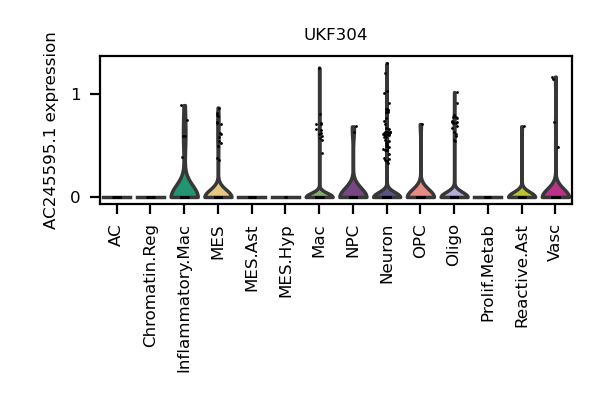 UKF304
AC245595.1 expression
1
0
AC
Chromatin.Reg
Inflammatory.Mac
MES
MES.Ast
MES.Hyp
Mac
NPC
Neuron
OPC
Oligo
Prolif.Metab
Reactive.Ast
Vasc